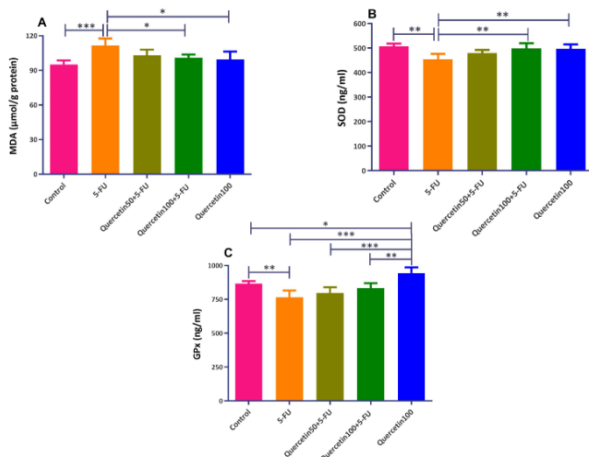 A
MDA (µmol/g protein)
120
90
60
30
0
***
*
*
Control
5-FU
Quercetin50+5-FU
Quercetin100+5-FU
Quercetin100
B
SOD (ng/ml)
600
500
400
300
200
100
0
**
**
**
Control
5-FU
Quercetin50+5-FU
Quercetin100+5-FU
Quercetin100
C
GPx (ng/ml)
1000
750
500
250
0
*
***
***
**
**
Control
5-FU
Quercetin50+5-FU
Quercetin100+5-FU
Quercetin100